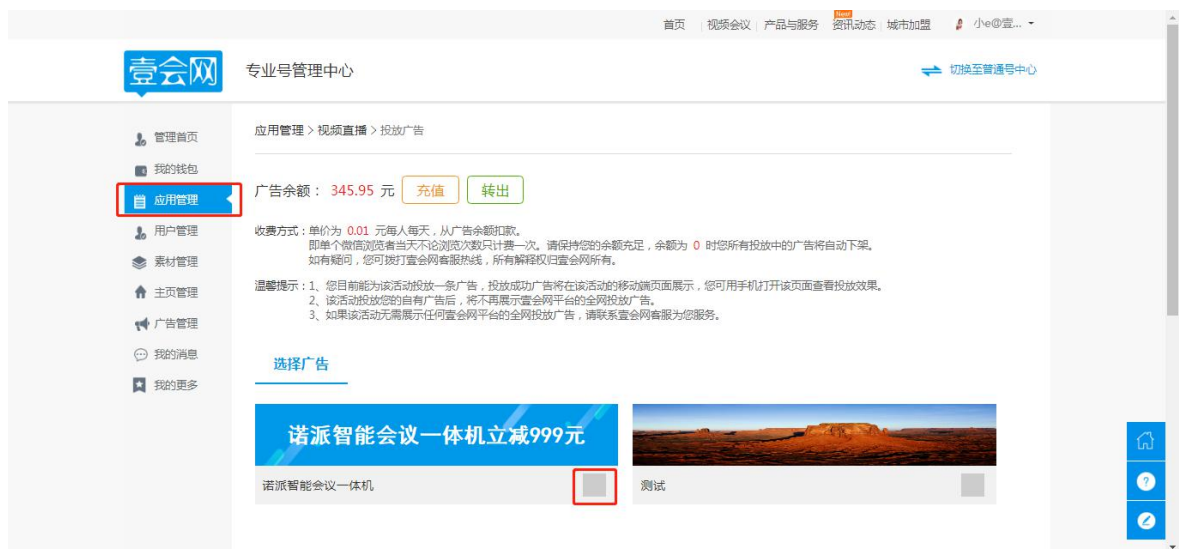 首页 视频会议 产品与服务 New 资讯动态 城市加盟 小e@壹...
壹会网 专业号管理中心 切换至普通号中心
管理首页
我的钱包
应用管理
用户管理
素材管理
主页管理
广告管理
我的消息
我的更多
应用管理 > 视频直播 > 投放广告
广告余额： 345.95 元 充值 转出
收费方式：单价为 0.01 元每人每天，从广告余额扣款。
即单个微信浏览者当天不论浏览次数只计费一次。请保持您的余额充足，余额为 0 时您所有投放中的广告将自动下架。
如有疑问，您可拨打壹会网客服热线，所有解释权归壹会网所有。
温馨提示：1、您目前能为该活动投放一条广告，投放成功广告将在该活动的移动端页面展示，您可用手机打开该页面查看投放效果。
2、该活动投放您的自有广告后，将不再展示壹会网平台的全网投放广告。
3、如果该活动无需展示任何壹会网平台的全网投放广告，请联系壹会网客服为您服务。
选择广告
诺派智能会议一体机立减999元
诺派智能会议一体机
测试